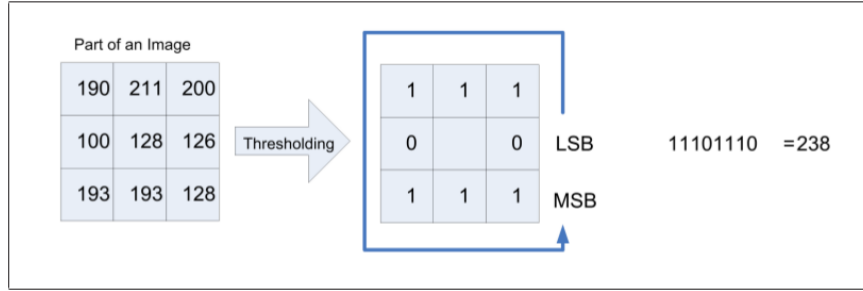 Part of an Image
190 211 200
100 128 126
193 193 128
Thresholding
1 1 1
0 0 LSB
1 1 1 MSB
11101110 =238